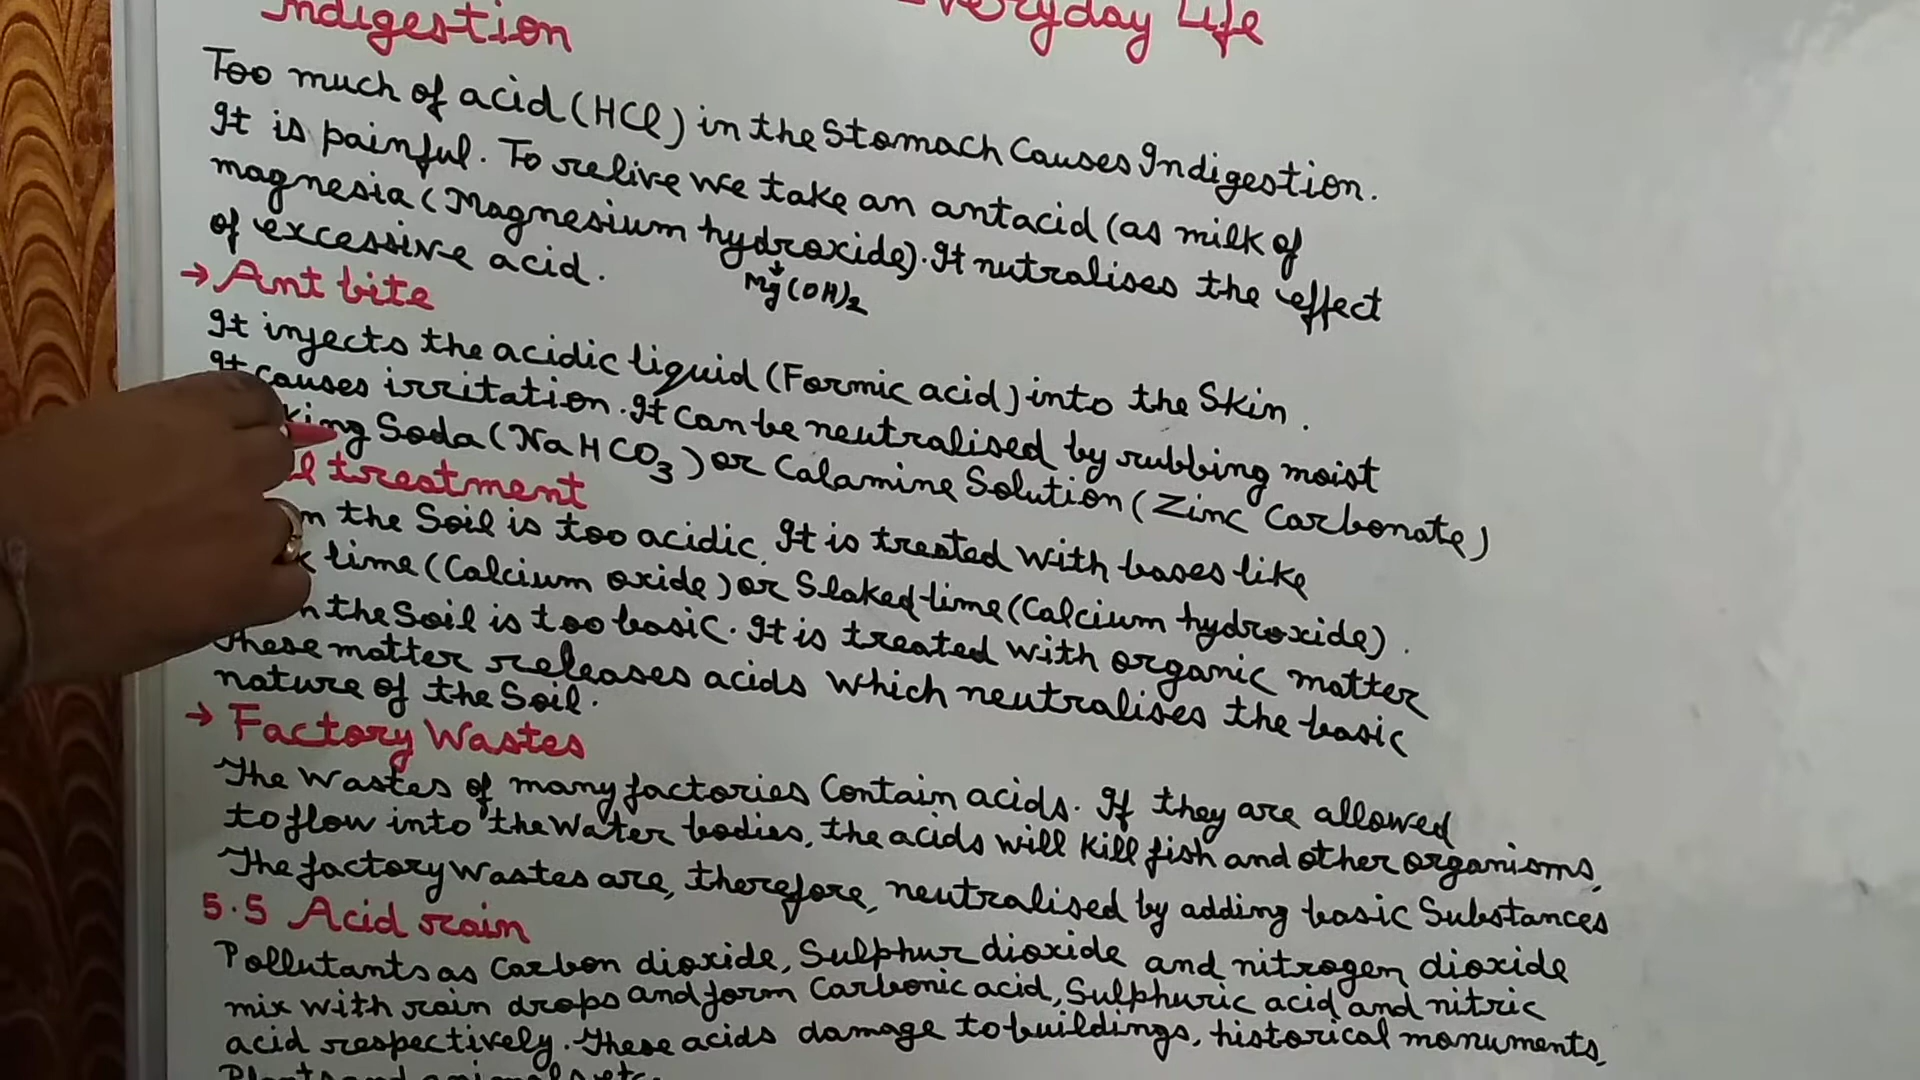 Indigestion Everyday Life
Too much of acid (HCl) in the Stomach Causes Indigestion.
It is painful. To relive we take an antacid (as milk of
magnesia (Magnesium hydroxide). It nutralises the effect
Mg(OH)2
of excessive acid.
→ Ant bite
It injects the acidic liquid (Formic acid) into the Skin.
It causes irritation. It can be neutralised by rubbing moist
king Soda (NaHCO3) or Calamine Solution (Zinc Carbonate)
l treatment
n the Soil is too acidic. It is treated with bases like
k lime (Calcium oxide) or Slaked lime (Calcium hydroxide).
n the Soil is too basic. It is treated with organic matter
These matter releases acids which neutralises the basic
nature of the Soil.
→ Factory Wastes
The Wastes of many factories Contain acids. If they are allowed
to flow into the Water bodies, the acids will Kill fish and other organisms.
The factory wastes are, therefore, neutralised by adding basic Substances
5.5 Acid rain
Pollutants as Carbon dioxide, Sulphur dioxide and nitrogen dioxide
mix with rain drops and form Carbonic acid, Sulphuric acid and nitric
acid respectively. These acids damage to buildings, historical monuments,
Plants and animals etc.